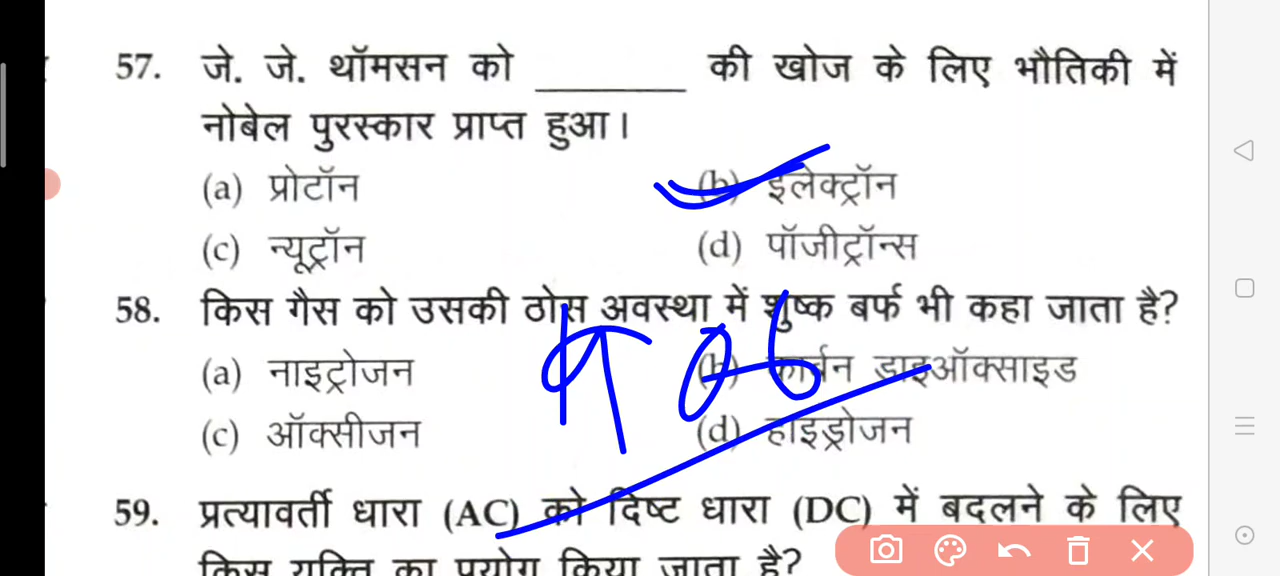 57. जे. जे. थॉमसन को ________ की खोज के लिए भौतिकी में
नोबेल पुरस्कार प्राप्त हुआ।
(a) प्रोटॉन (b) इलेक्ट्रॉन
(c) न्यूट्रॉन (d) पॉजीट्रॉन्स
58. किस गैस को उसकी ठोस अवस्था में शुष्क बर्फ भी कहा जाता है?
(a) नाइट्रोजन (b) कार्बन डाइऑक्साइड
(c) ऑक्सीजन (d) हाइड्रोजन
59. प्रत्यावर्ती धारा (AC) को दिष्ट धारा (DC) में बदलने के लिए
किस युक्ति का प्रयोग किया जाता है?